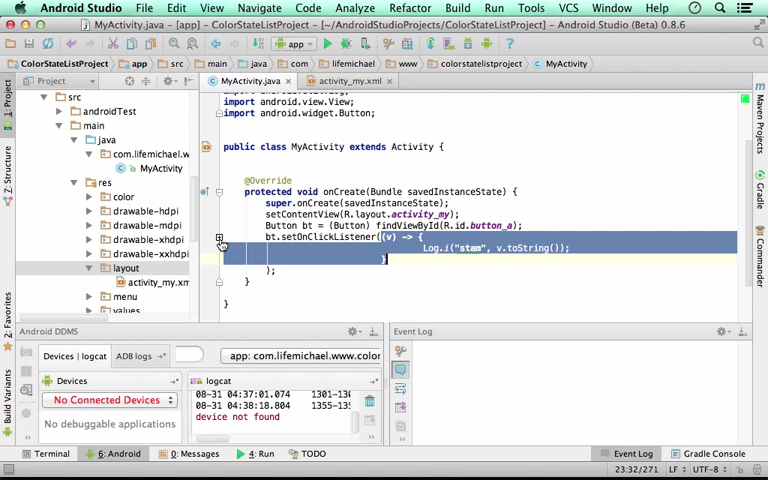 Android Studio File Edit View Navigate Code Analyze Refactor Build Run Tools VCS Window Help
MyActivity.java - [app] - ColorStateListProject - [~/AndroidStudioProjects/ColorStateListProject] - Android Studio (Beta) 0.8.6
app
ColorStateListProject app src main java com lifemichael www colorstatelistproject MyActivity
Project
MyActivity.java
activity_my.xml
1: Project
Z: Structure
2: Favorites
Build Variants
src
androidTest
main
java
com.lifemichael.w
MyActivity
res
color
drawable-hdpi
drawable-mdpi
drawable-xhdpi
drawable-xxhdpi
layout
activity_my.xm
menu
values
import android.view.View;
import android.widget.Button;
public class MyActivity extends Activity {
@Override
protected void onCreate(Bundle savedInstanceState) {
super.onCreate(savedInstanceState);
setContentView(R.layout.activity_my);
Button bt = (Button) findViewById(R.id.button_a);
bt.setOnClickListener((v) -> {
Log.i("stam", v.toString());
}
);
}
}
Maven Projects
Gradle
Commander
Android DDMS
Event Log
Devices | logcat
ADB logs
app: com.lifemichael.www.color
Devices
logcat
No Connected Devices
No debuggable applications
08-31 04:37:01.074 1301-130
08-31 04:38:18.804 1355-135
device not found
Terminal 6: Android 0: Messages 4: Run TODO Event Log Gradle Console
23:32/271 LF UTF-8